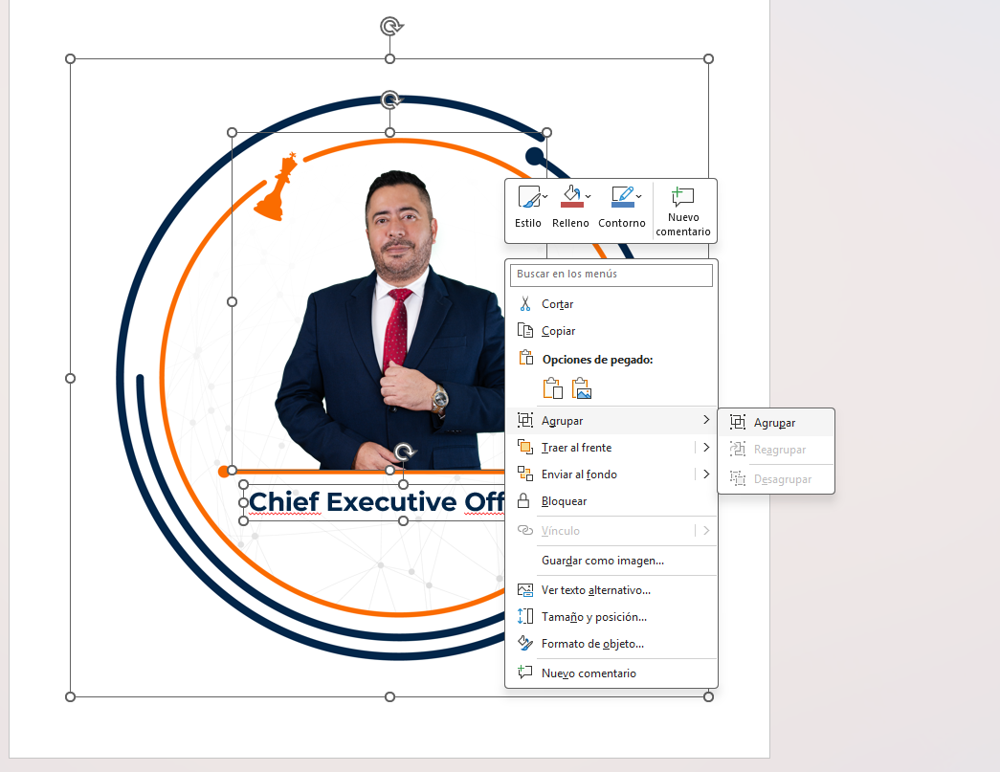 Estilo
Relleno
Contorno
Nuevo
comentario
Buscar en los menús
Cortar
Copiar
Opciones de pegado:
Agrupar
Traer al frente
Enviar al fondo
Bloquear
Vínculo
Guardar como imagen...
Ver texto alternativo...
Tamaño y posición...
Formato de objeto...
Nuevo comentario
Agrupar
Reagrupar
Desagrupar
Chief Executive Off